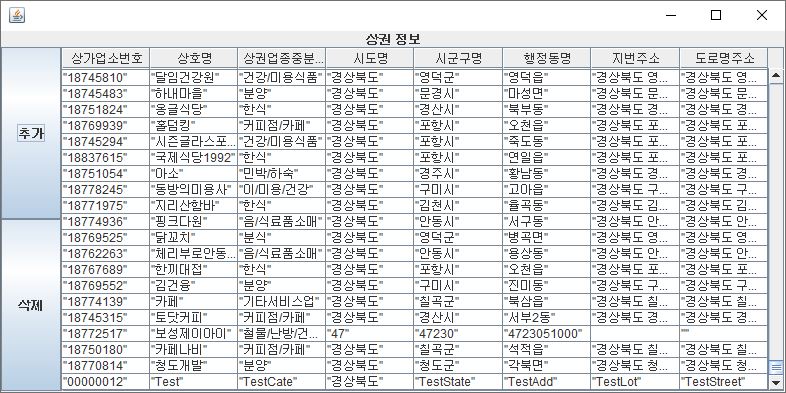 상권 정보
추가
삭제
상가업소번호 상호명 상권업종중분... 시도명 시군구명 행정동명 지번주소 도로명주소
"18745810" "달임건강원" "건강/미용식품" "경상북도" "영덕군" "영덕읍" "경상북도 영... "경상북도 영...
"18745483" "하내마을" "분양" "경상북도" "문경시" "마성면" "경상북도 문... "경상북도 문...
"18751824" "옹글식당" "한식" "경상북도" "경산시" "북부동" "경상북도 경... "경상북도 경...
"18769939" "홀덤킹" "커피점/카페" "경상북도" "포항시" "오천읍" "경상북도 포... "경상북도 포...
"18745294" "시즌글라스포... "건강/미용식품" "경상북도" "포항시" "죽도동" "경상북도 포... "경상북도 포...
"18837615" "국제식당1992" "한식" "경상북도" "포항시" "연일읍" "경상북도 포... "경상북도 포...
"18751054" "아소" "민박/하숙" "경상북도" "경주시" "황남동" "경상북도 경... "경상북도 경...
"18778245" "동방익미용사" "이/미용/건강" "경상북도" "구미시" "고아읍" "경상북도 구... "경상북도 구...
"18771975" "지리산함바" "한식" "경상북도" "김천시" "율곡동" "경상북도 김... "경상북도 김...
"18774936" "핑크다원" "음/식료품소매" "경상북도" "안동시" "서구동" "경상북도 안... "경상북도 안...
"18769525" "닭꼬치" "분식" "경상북도" "영덕군" "병곡면" "경상북도 영... "경상북도 영...
"18762263" "체리부로안동... "음/식료품소매" "경상북도" "안동시" "용상동" "경상북도 안... "경상북도 안...
"18767689" "한끼대접" "한식" "경상북도" "포항시" "오천읍" "경상북도 포... "경상북도 포...
"18769552" "김건융" "분양" "경상북도" "구미시" "진미동" "경상북도 구... "경상북도 구...
"18774139" "카페" "기타서비스업" "경상북도" "칠곡군" "북삼읍" "경상북도 칠... "경상북도 칠...
"18745315" "토닷커피" "커피점/카페" "경상북도" "경산시" "서부2동" "경상북도 경... "경상북도 경...
"18772517" "보성제이아이" "철물/난방/건... "47" "47230" "4723051000" ""
"18750180" "카페나비" "커피점/카페" "경상북도" "칠곡군" "석적읍" "경상북도 칠... "경상북도 칠...
"18770814" "청도개발" "분양" "경상북도" "청도군" "각북면" "경상북도 청... "경상북도 청...
"00000012" "Test" "TestCate" "경상북도" "TestState" "TestAdd" "TestLot" "TestStreet"